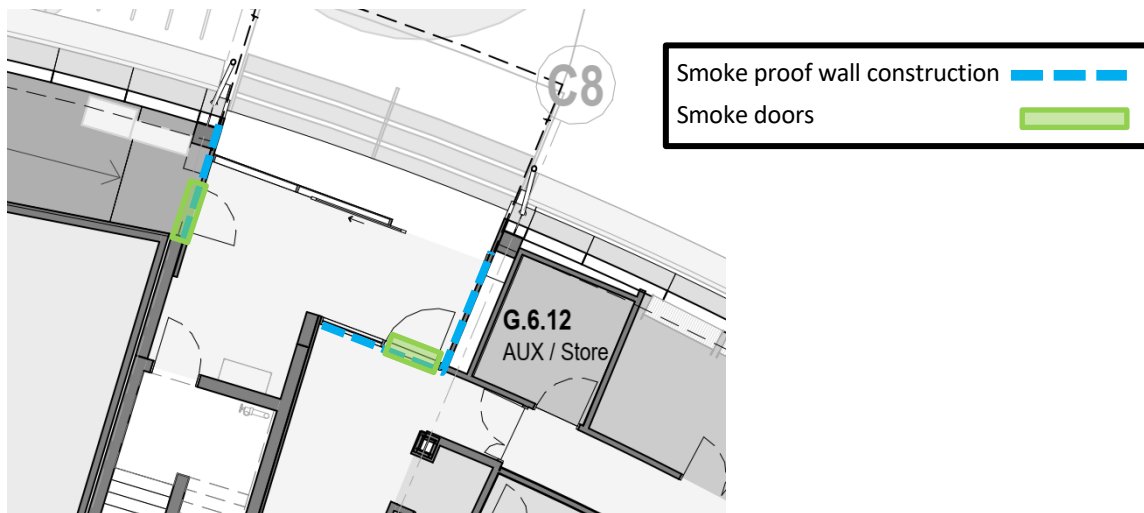 C8
Smoke proof wall construction
Smoke doors
G.6.12
AUX / Store